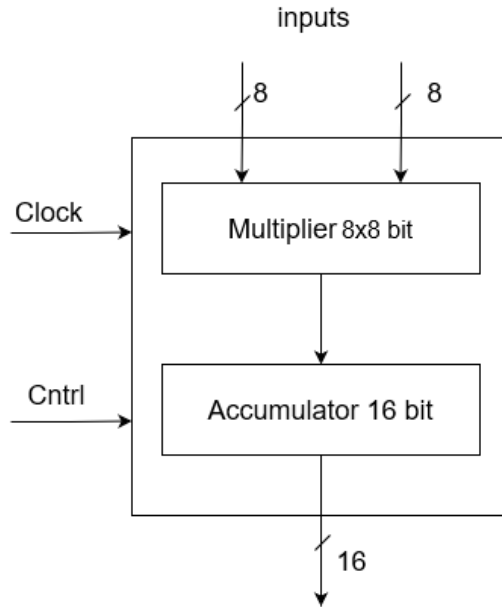 inputs
8
8
Clock
Multiplier 8x8 bit
Cntrl
Accumulator 16 bit
16